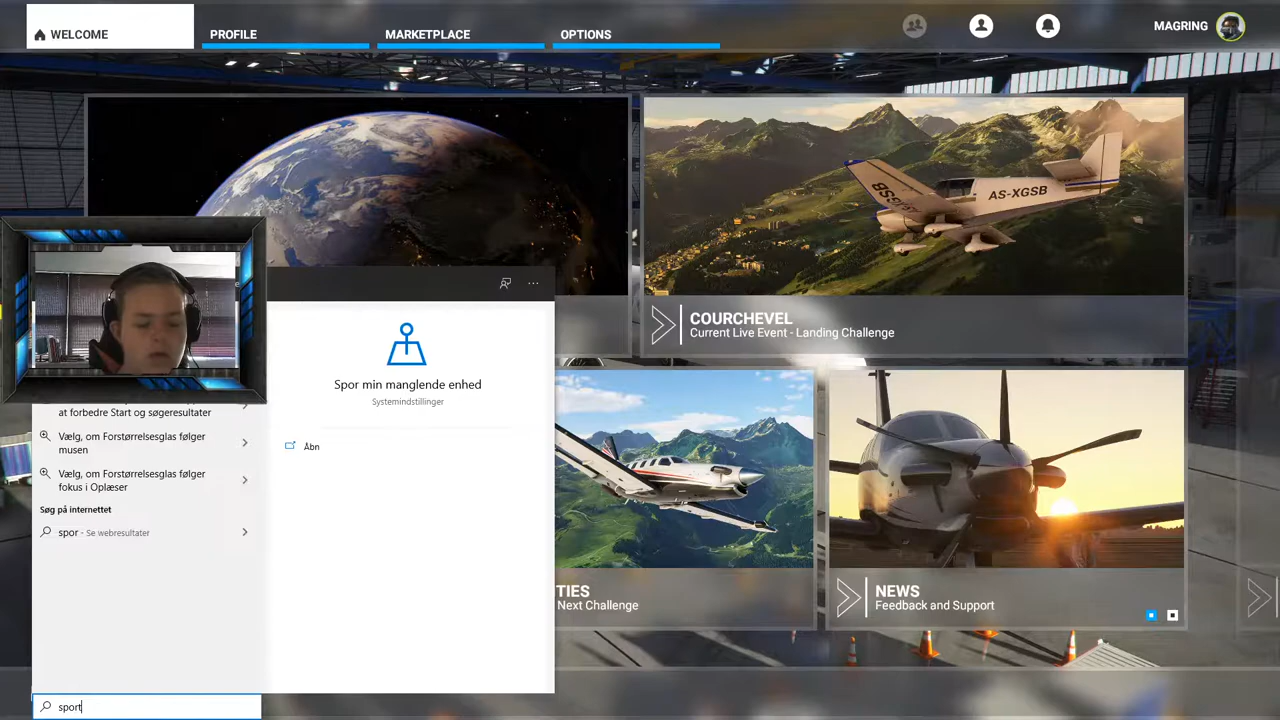 WELCOME
PROFILE
MARKETPLACE
OPTIONS
MAGRING
AS-XGSB
COURCHEVEL
Current Live Event - Landing Challenge
Spor min manglende enhed
Systemindstillinger
Åbn
at forbedre Start og søgeresultater
Vælg, om Forstørrelsesglas følger
musen
Vælg, om Forstørrelsesglas følger
fokus i Oplæser
Søg på internettet
spor - Se webresultater
TIES
Next Challenge
NEWS
Feedback and Support
sport